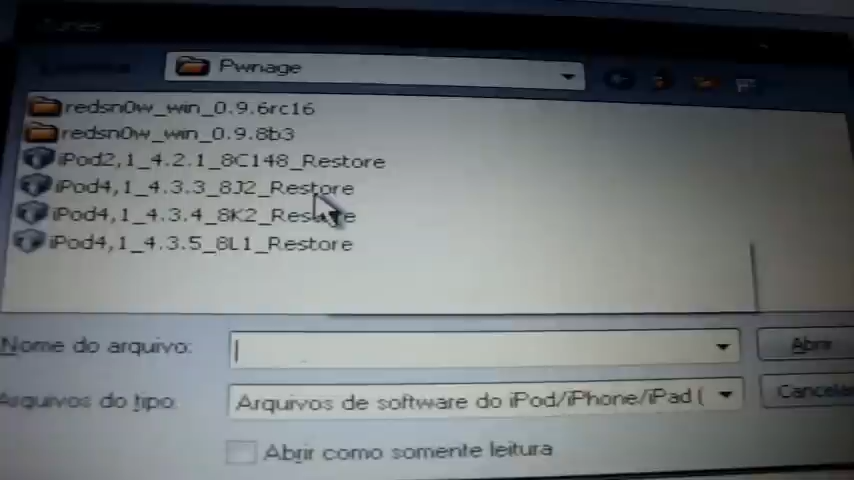 iTunes
Pwnage
redsn0w_win_0.9.6rc16
redsn0w_win_0.9.8b3
iPod2,1_4.2.1_8C148_Restore
iPod4,1_4.3.3_8J2_Restore
iPod4,1_4.3.4_8K2_Restore
iPod4,1_4.3.5_8L1_Restore
Nome do arquivo:
Abrir
Arquivos do tipo:
Arquivos de software do iPod/iPhone/iPad (
Cancelar
Abrir como somente leitura